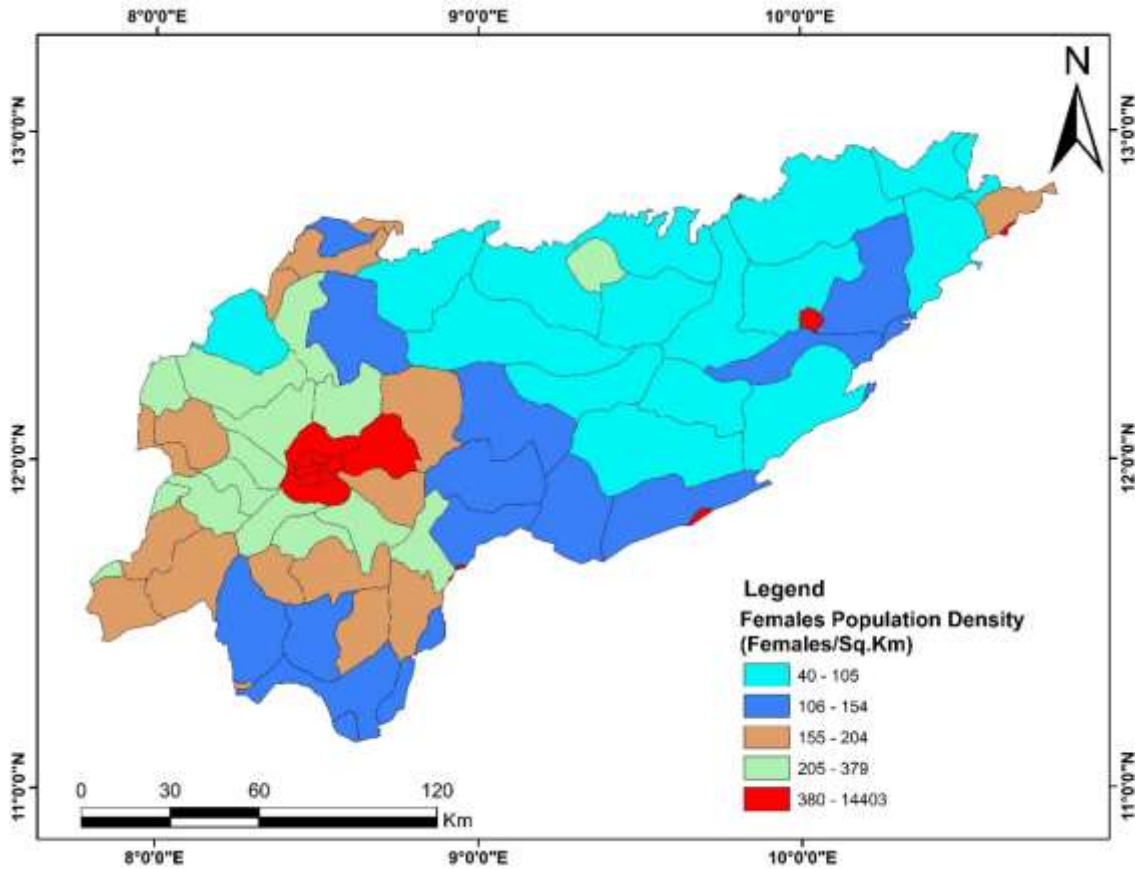 8°0'0"E 9°0'0"E 10°0'0"E
N
13°0'0"N 13°0'0"N
12°0'0"N 12°0'0"N
Legend
Females Population Density
(Females/Sq.Km)
40 - 105
106 - 154
155 - 204
205 - 379
380 - 14403
11°0'0"N 11°0'0"N
0 30 60 120
Km
8°0'0"E 9°0'0"E 10°0'0"E